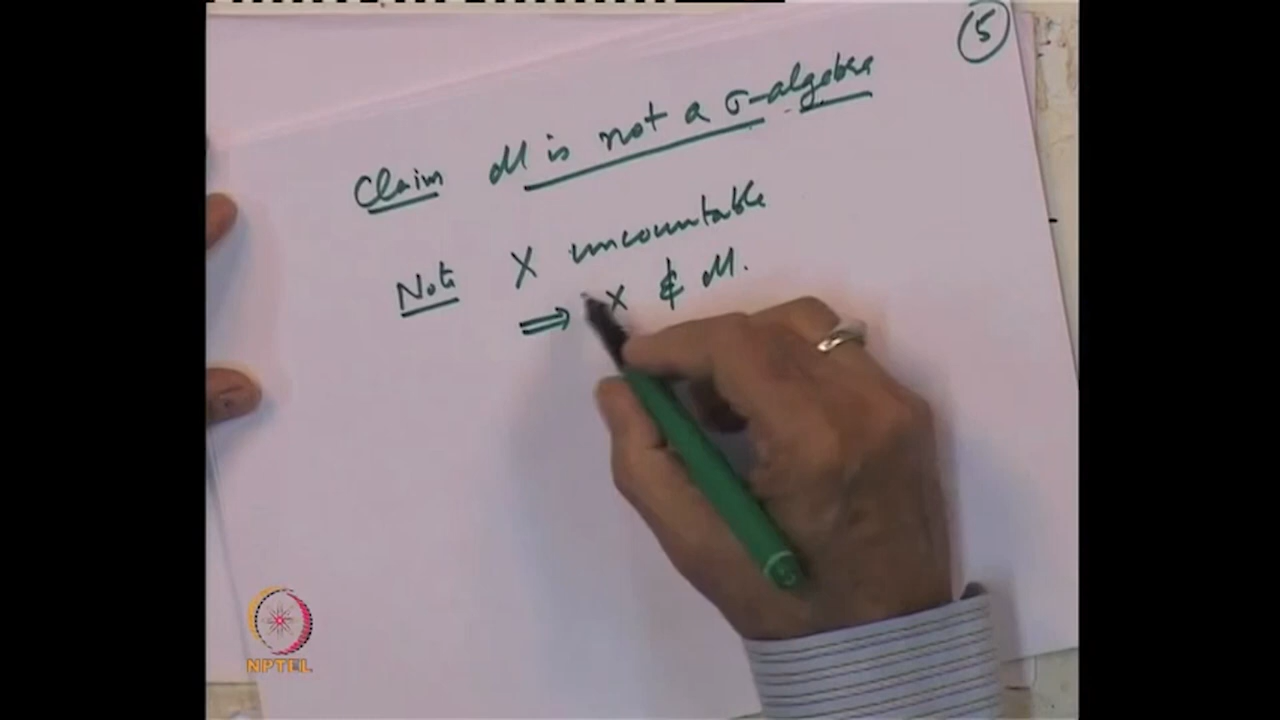 5
Claim M is not a σ-algebra
Note X uncountable
⟹ X ∉ M.
NPTEL